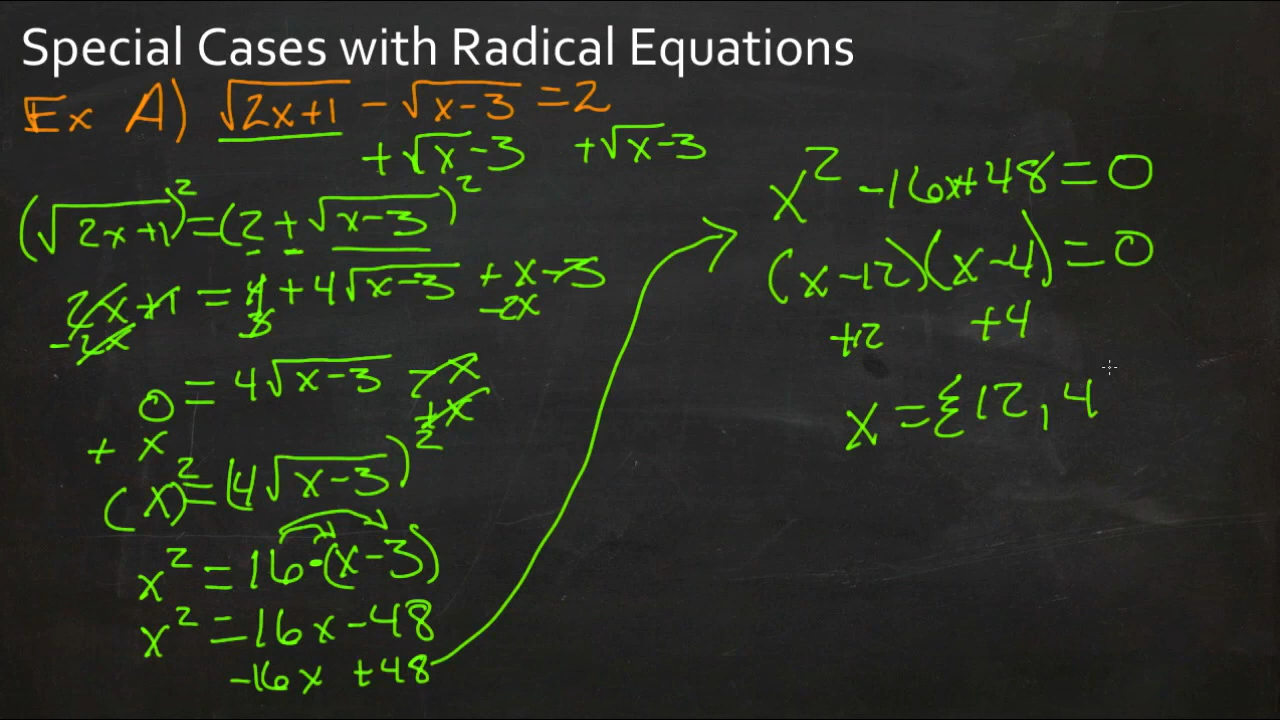 Special Cases with Radical Equations
Ex A) √(2x+1) - √(x-3) = 2
+√x-3 +√x-3
(√2x+1)² = (2 + √x-3)²
2x+1 = 4 + 4√x-3 + x-3
-2x 3 -2x
0 = 4√x-3 - x
+ x +x
(x)² = (4√x-3)²
x² = 16·(x-3)
x² = 16x - 48
-16x +48
x² - 16x + 48 = 0
(x-12)(x-4) = 0
+12 +4
x = {12, 4